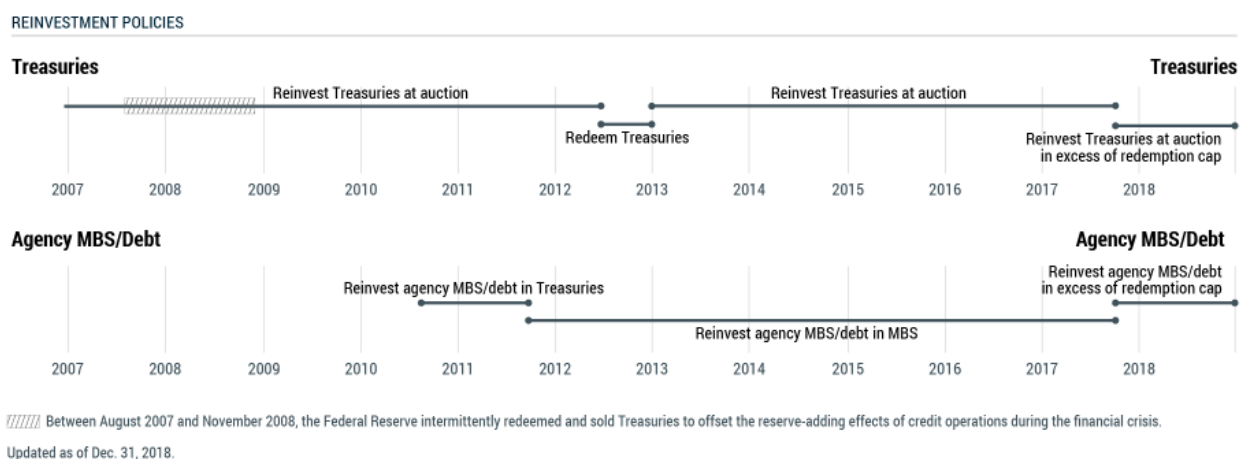 REINVESTMENT POLICIES
Treasuries
Treasuries
Reinvest Treasuries at auction
Reinvest Treasuries at auction
Redeem Treasuries
Reinvest Treasuries at auction
in excess of redemption cap
2007 2008 2009 2010 2011 2012 2013 2014 2015 2016 2017 2018
Agency MBS/Debt
Agency MBS/Debt
Reinvest agency MBS/debt
in excess of redemption cap
Reinvest agency MBS/debt in Treasuries
Reinvest agency MBS/debt in MBS
2007 2008 2009 2010 2011 2012 2013 2014 2015 2016 2017 2018
Between August 2007 and November 2008, the Federal Reserve intermittently redeemed and sold Treasuries to offset the reserve-adding effects of credit operations during the financial crisis.
Updated as of Dec. 31, 2018.